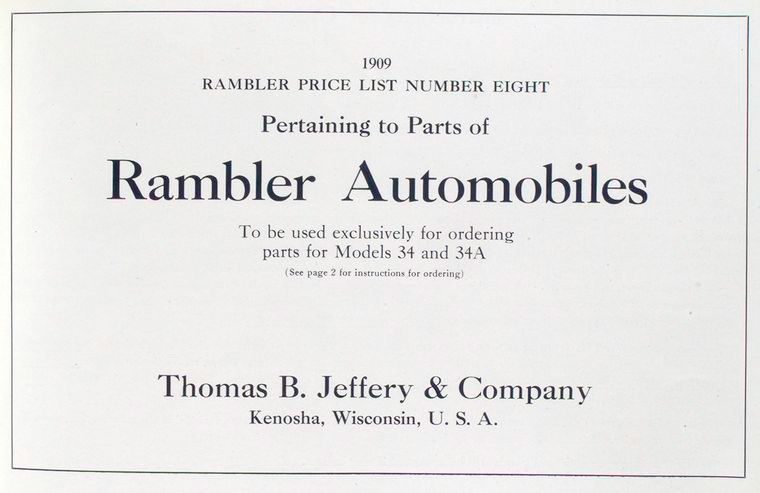 1909
RAMBLER PRICE LIST NUMBER EIGHT
Pertaining to Parts of
Rambler Automobiles
To be used exclusively for ordering
parts for Models 34 and 34A
(See page 2 for instructions for ordering)
Thomas B. Jeffery & Company
Kenosha, Wisconsin, U. S. A.